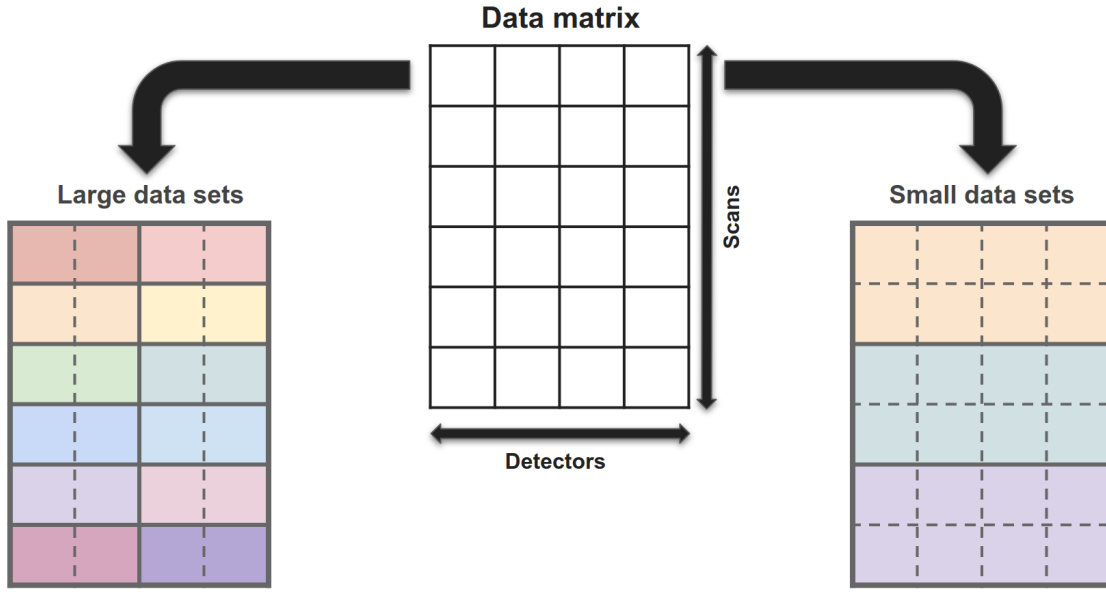 Data matrix
Large data sets
Small data sets
Scans
Detectors